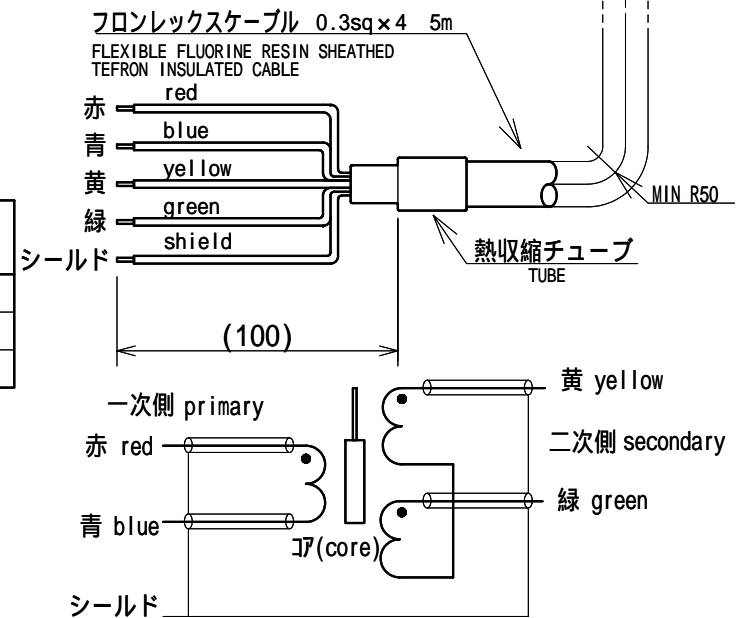 フロンレックスケーブル 0.3sq×4 5m
FLEXIBLE FLUORINE RESIN SHEATHED
TEFRON INSULATED CABLE
赤 red
青 blue
黄 yellow
緑 green
シールド shield
MIN R50
熱収縮チューブ
TUBE
(100)
一次側 primary
黄 yellow
赤 red
二次側 secondary
緑 green
青 blue
コア(core)
シールド